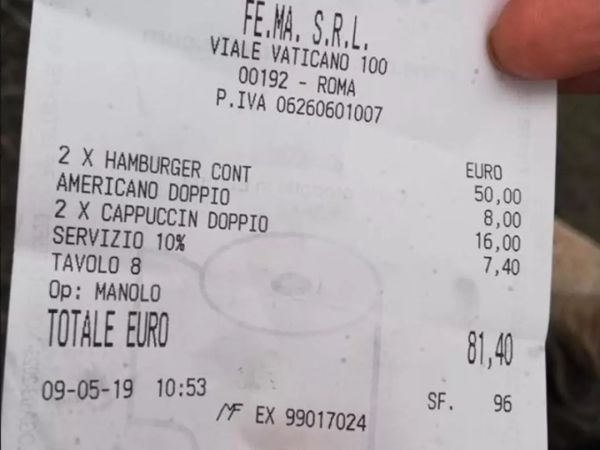 FE.MA. S.R.L.
VIALE VATICANO 100
00192 - ROMA
P.IVA 06260601007
EURO
2 X HAMBURGER CONT 50,00
AMERICANO DOPPIO 8,00
2 X CAPPUCCIN DOPPIO 16,00
SERVIZIO 10% 7,40
TAVOLO 8
Op: MANOLO
TOTALE EURO 81,40
09-05-19 10:53 SF. 96
MF EX 99017024